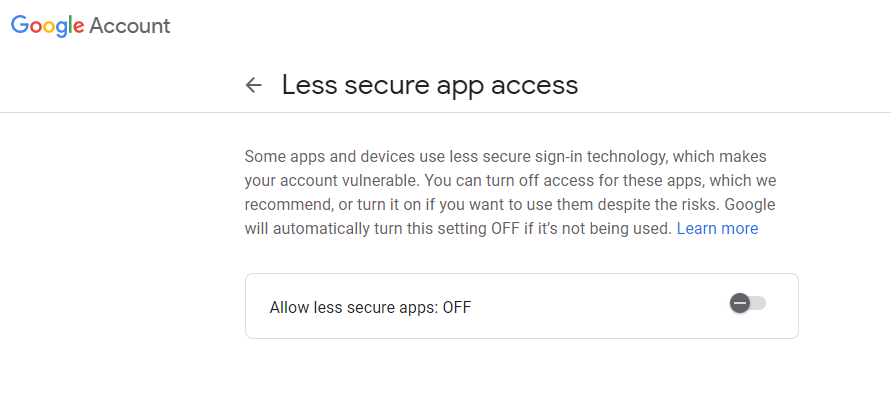 Google Account
Less secure app access
Some apps and devices use less secure sign-in technology, which makes
your account vulnerable. You can turn off access for these apps, which we
recommend, or turn it on if you want to use them despite the risks. Google
will automatically turn this setting OFF if it's not being used. Learn more
Allow less secure apps: OFF